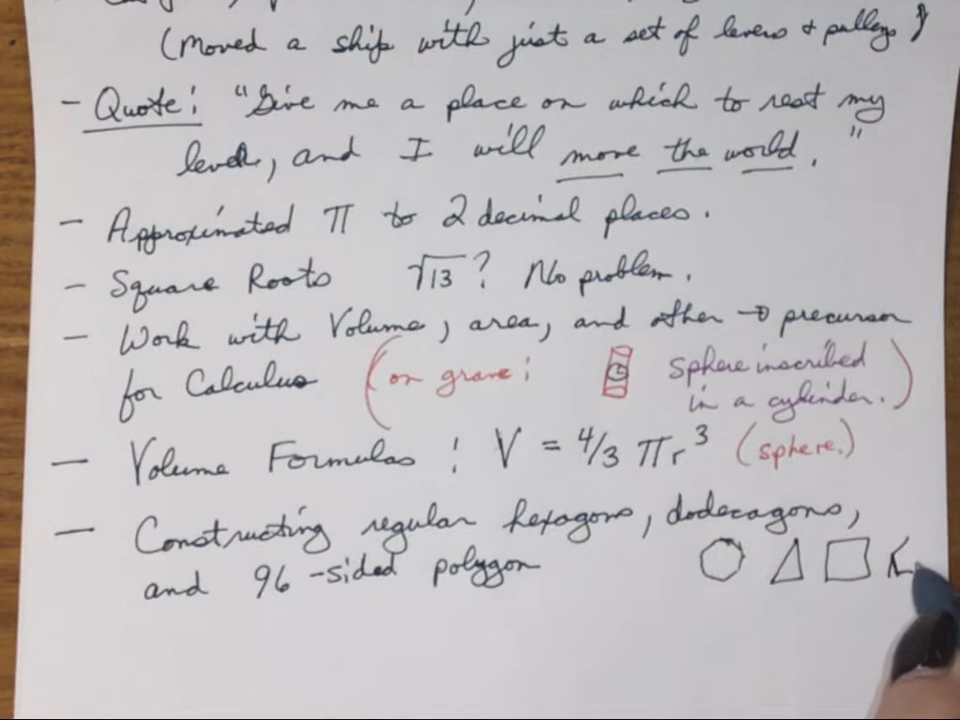 (Moved a ship with just a set of levers + pulleys)
- Quote: "Give me a place on which to rest my
lever, and I will move the world."
- Approximated π to 2 decimal places.
- Square Roots √13? No problem.
- Work with Volume, area, and other → precursor
for Calculus (on grave: sphere inscribed
in a cylinder.)
- Volume Formulas: V = 4/3 πr³ (sphere.)
- Constructing regular hexagons, dodecagons,
and 96-sided polygon